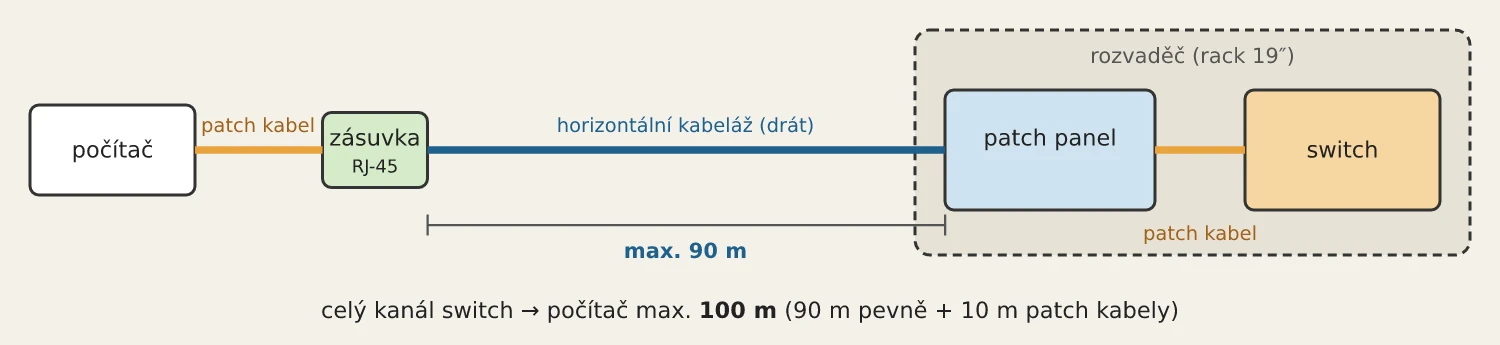 rozvaděč (rack 19″)
počítač
patch kabel
zásuvka
RJ-45
horizontální kabeláž (drát)
patch panel
switch
patch kabel
max. 90 m
celý kanál switch → počítač max. 100 m (90 m pevně + 10 m patch kabely)